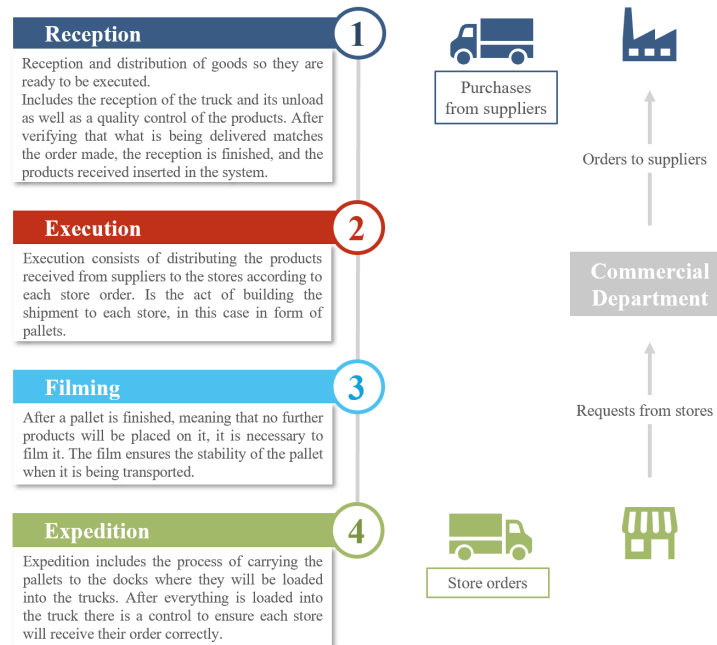 Reception
1
Reception and distribution of goods so they are
ready to be executed.
Includes the reception of the truck and its unload
as well as a quality control of the products. After
verifying that what is being delivered matches
the order made, the reception is finished, and the
products received inserted in the system.
Purchases
from suppliers
Orders to suppliers
Execution
2
Execution consists of distributing the products
received from suppliers to the stores according to
each store order. Is the act of building the
shipment to each store, in this case in form of
pallets.
Commercial
Department
Filming
3
After a pallet is finished, meaning that no further
products will be placed on it, it is necessary to
film it. The film ensures the stability of the pallet
when it is being transported.
Requests from stores
Expedition
4
Expedition includes the process of carrying the
pallets to the docks where they will be loaded
into the trucks. After everything is loaded into
the truck there is a control to ensure each store
will receive their order correctly.
Store orders